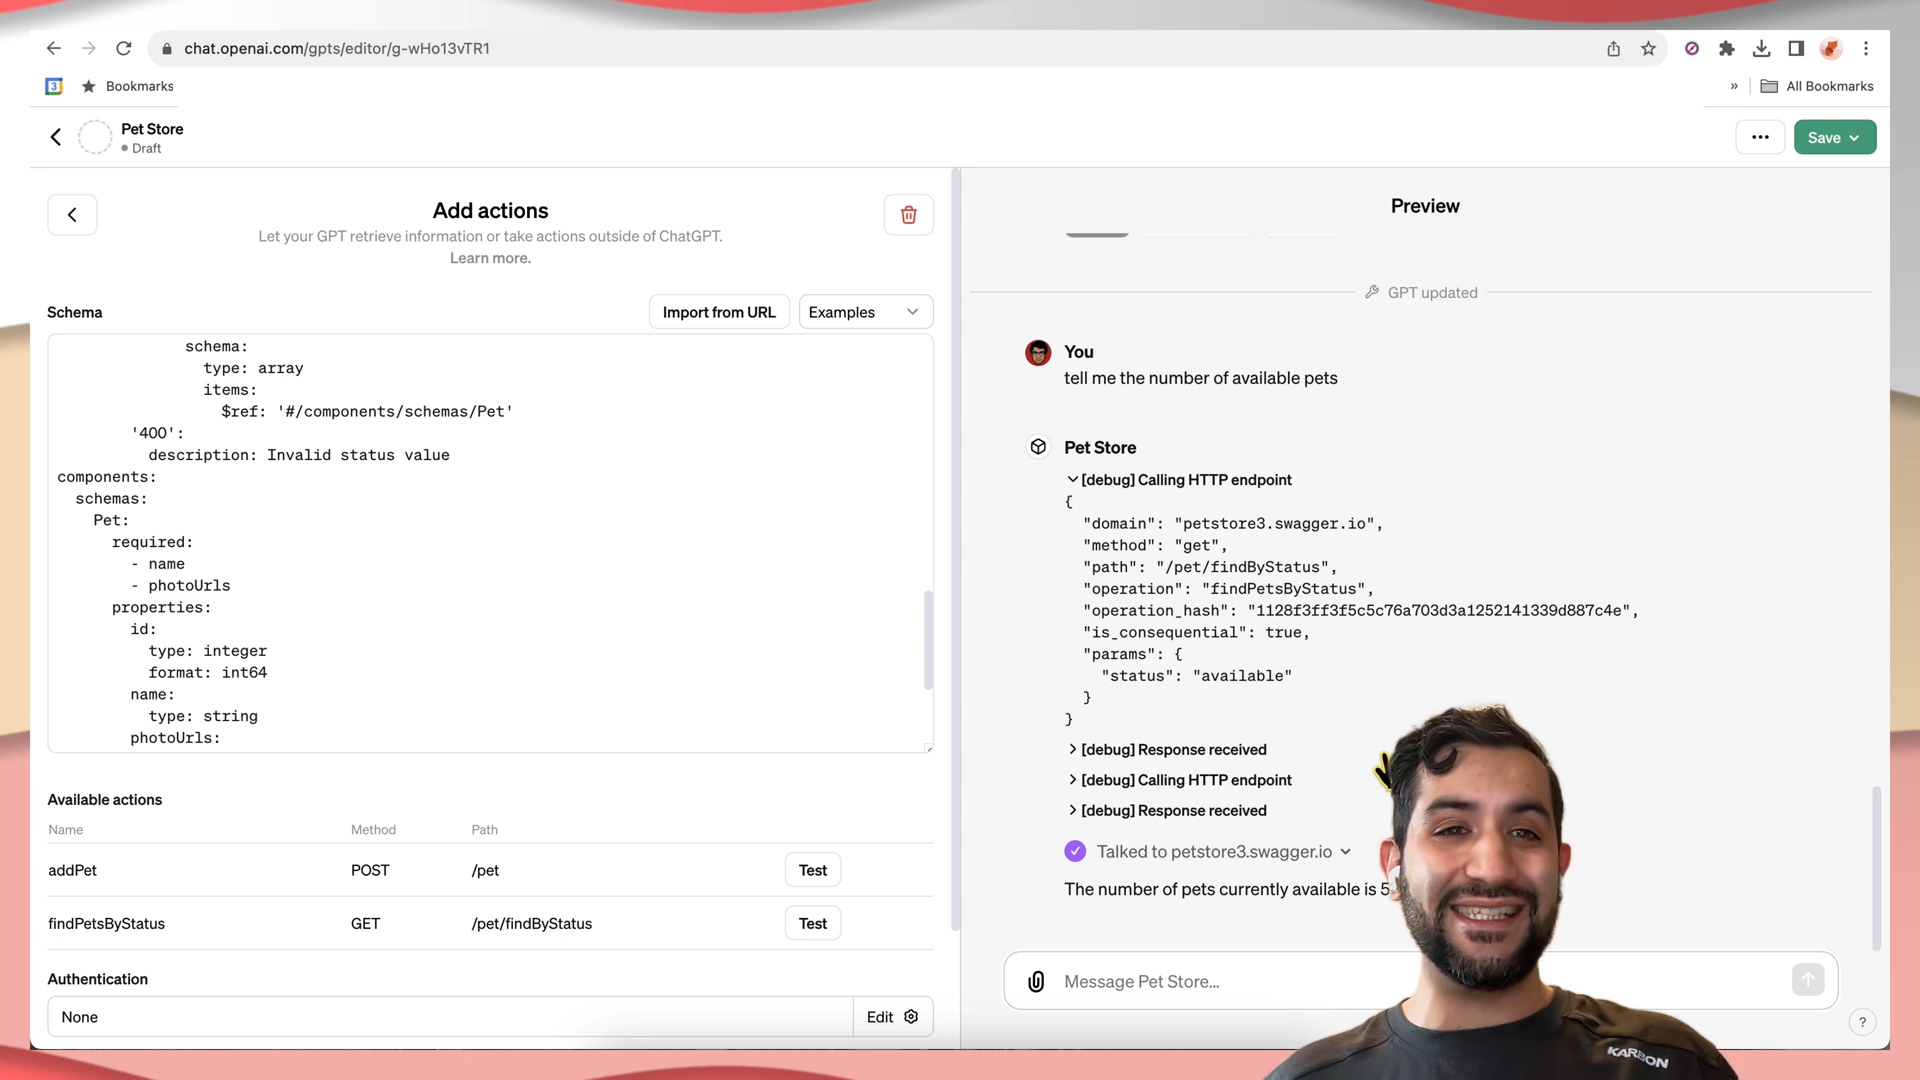 chat.openai.com/gpts/editor/g-wHo13vTR1
3
Bookmarks
» All Bookmarks
Pet Store
Draft
Save
Add actions
Let your GPT retrieve information or take actions outside of ChatGPT.
Learn more.
Schema
Import from URL
Examples
schema:
type: array
items:
$ref: '#/components/schemas/Pet'
'400':
description: Invalid status value
components:
schemas:
Pet:
required:
- name
- photoUrls
properties:
id:
type: integer
format: int64
name:
type: string
photoUrls:
Available actions
Name Method Path
addPet POST /pet Test
findPetsByStatus GET /pet/findByStatus Test
Authentication
None
Edit
Preview
GPT updated
You
tell me the number of available pets
Pet Store
[debug] Calling HTTP endpoint
{
"domain": "petstore3.swagger.io",
"method": "get",
"path": "/pet/findByStatus",
"operation": "findPetsByStatus",
"operation_hash": "1128f3ff3f5c5c76a703d3a1252141339d887c4e",
"is_consequential": true,
"params": {
"status": "available"
}
}
[debug] Response received
[debug] Calling HTTP endpoint
[debug] Response received
Talked to petstore3.swagger.io
The number of pets currently available is 5
Message Pet Store...
?
KARBON